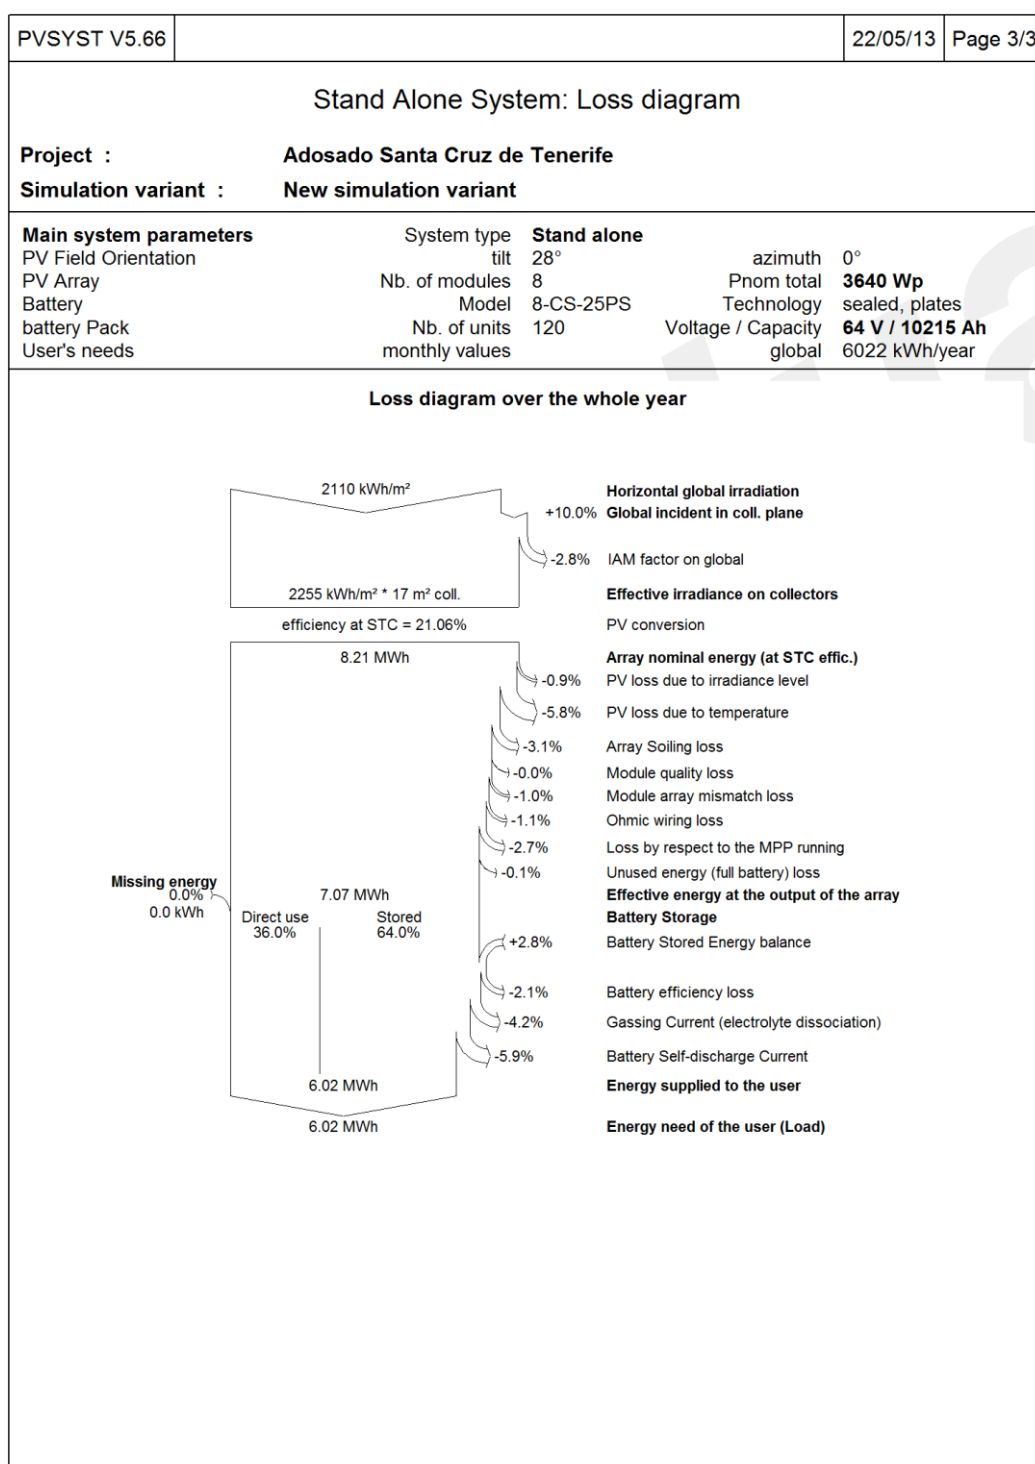 PVSYST V5.66 22/05/13 Page 3/3
Stand Alone System: Loss diagram
Project : Adosado Santa Cruz de Tenerife
Simulation variant : New simulation variant
Main system parameters System type Stand alone
PV Field Orientation tilt 28° azimuth 0°
PV Array Nb. of modules 8 Pnom total 3640 Wp
Battery Model 8-CS-25PS Technology sealed, plates
battery Pack Nb. of units 120 Voltage / Capacity 64 V / 10215 Ah
User's needs monthly values global 6022 kWh/year
Loss diagram over the whole year
2110 kWh/m² Horizontal global irradiation
+10.0% Global incident in coll. plane
-2.8% IAM factor on global
2255 kWh/m² * 17 m² coll. Effective irradiance on collectors
efficiency at STC = 21.06% PV conversion
8.21 MWh Array nominal energy (at STC effic.)
-0.9% PV loss due to irradiance level
-5.8% PV loss due to temperature
-3.1% Array Soiling loss
-0.0% Module quality loss
-1.0% Module array mismatch loss
-1.1% Ohmic wiring loss
-2.7% Loss by respect to the MPP running
-0.1% Unused energy (full battery) loss
Missing energy
0.0% 7.07 MWh Effective energy at the output of the array
0.0 kWh Direct use Stored Battery Storage
36.0% 64.0%
+2.8% Battery Stored Energy balance
-2.1% Battery efficiency loss
-4.2% Gassing Current (electrolyte dissociation)
-5.9% Battery Self-discharge Current
6.02 MWh Energy supplied to the user
6.02 MWh Energy need of the user (Load)